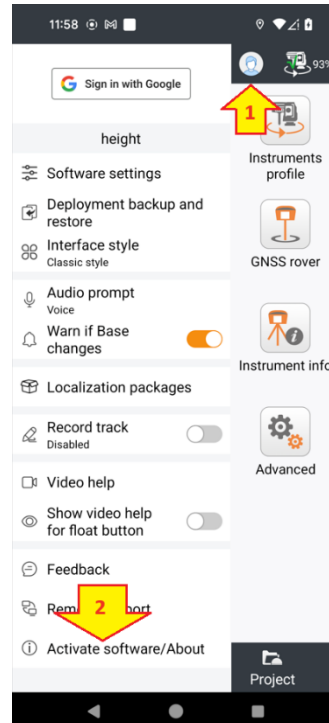 11:58
93%
Sign in with Google
1
height
Instruments
profile
Software settings
Deployment backup and
restore
Interface style
Classic style
GNSS rover
Audio prompt
Voice
Warn if Base
changes
Instrument info
Localization packages
Record track
Disabled
Advanced
Video help
Show video help
for float button
Feedback
2
Activate software/About
Project